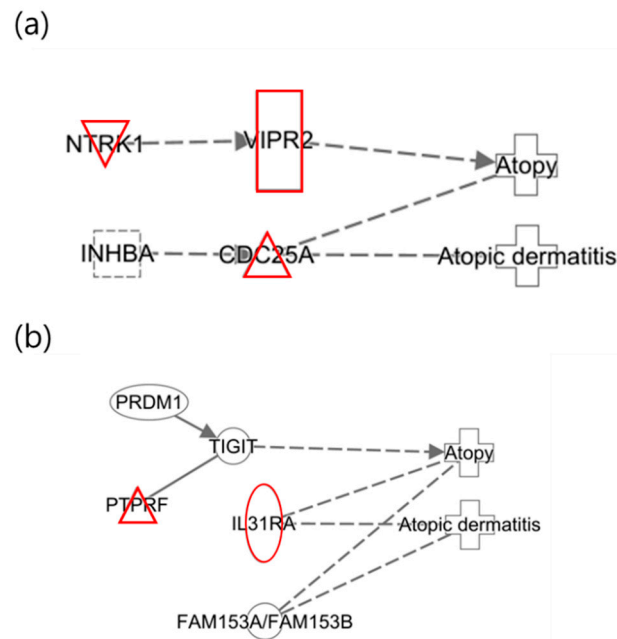 (a)
NTRK1
VIPR2
Atopy
INHBA
CDC25A
Atopic dermatitis
(b)
PRDM1
TIGIT
Atopy
PTPRF
IL31RA
Atopic dermatitis
FAM153A/FAM153B